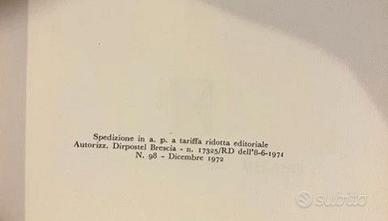 Spedizione in a. p. a tariffa ridotta editoriale
Autorizz. Dirpostel Brescia - n. 17325/RD dell'8-6-1971
N. 98 - Dicembre 1972
subito